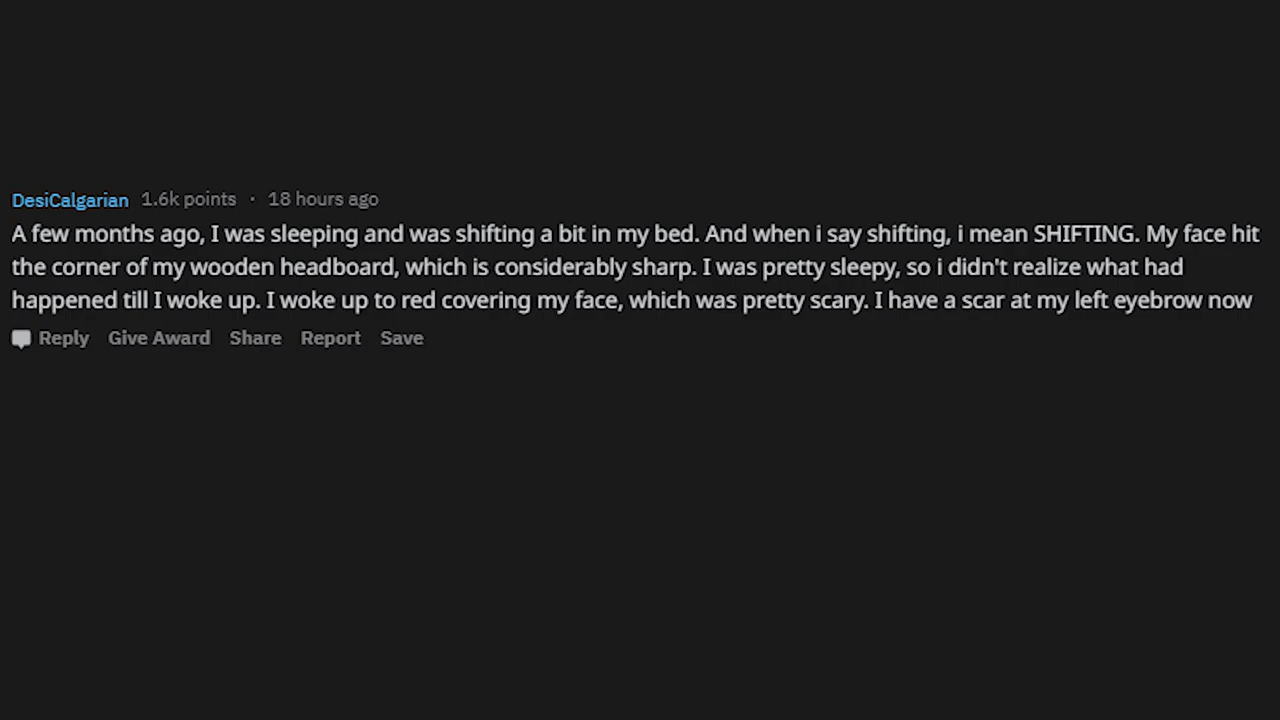 DesiCalgarian 1.6k points · 18 hours ago
A few months ago, I was sleeping and was shifting a bit in my bed. And when i say shifting, i mean SHIFTING. My face hit
the corner of my wooden headboard, which is considerably sharp. I was pretty sleepy, so i didn't realize what had
happened till I woke up. I woke up to red covering my face, which was pretty scary. I have a scar at my left eyebrow now
Reply Give Award Share Report Save